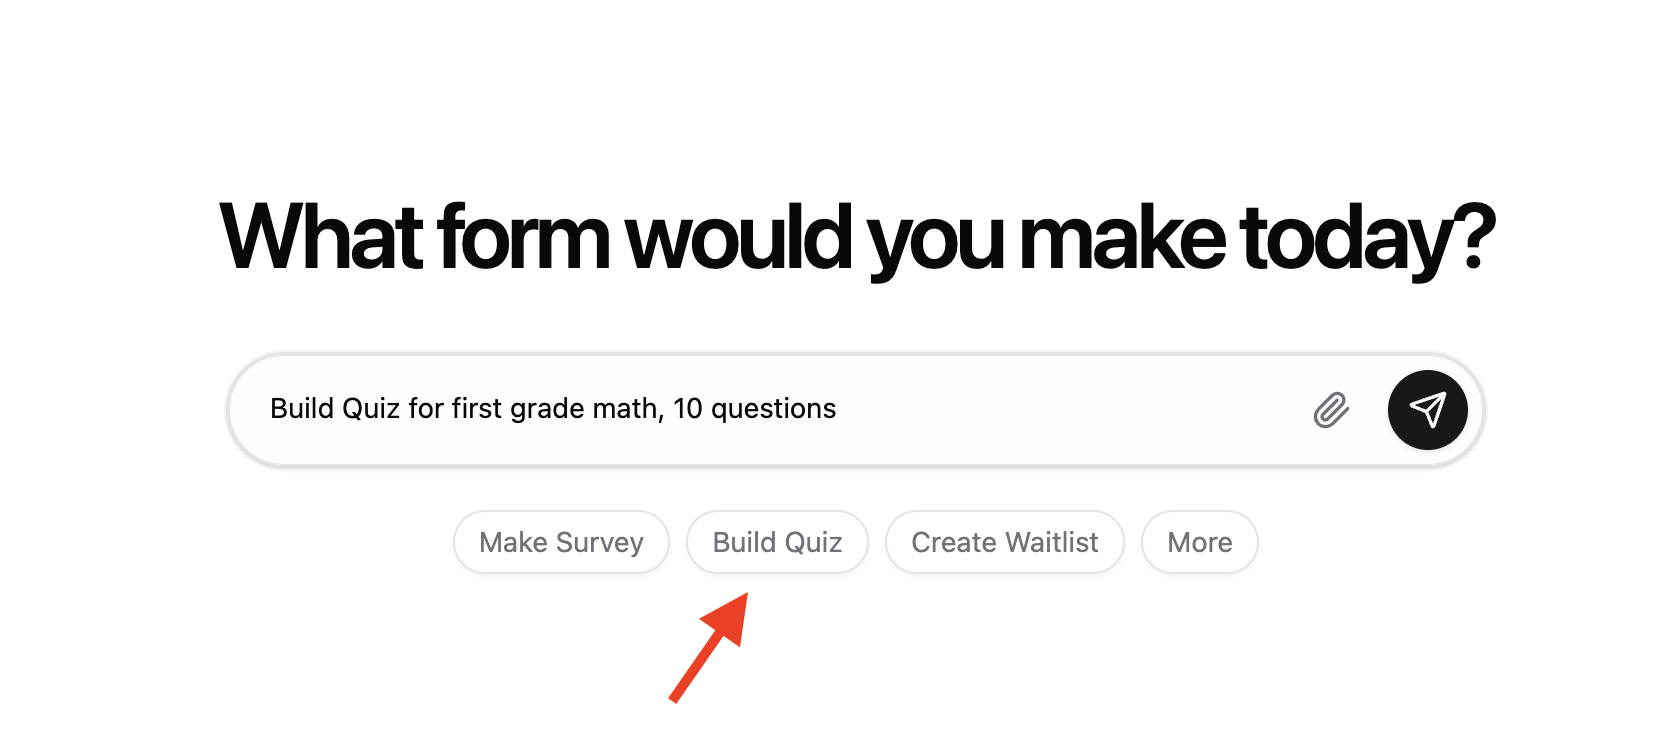 What form would you make today?
Build Quiz for first grade math, 10 questions
Make Survey
Build Quiz
Create Waitlist
More